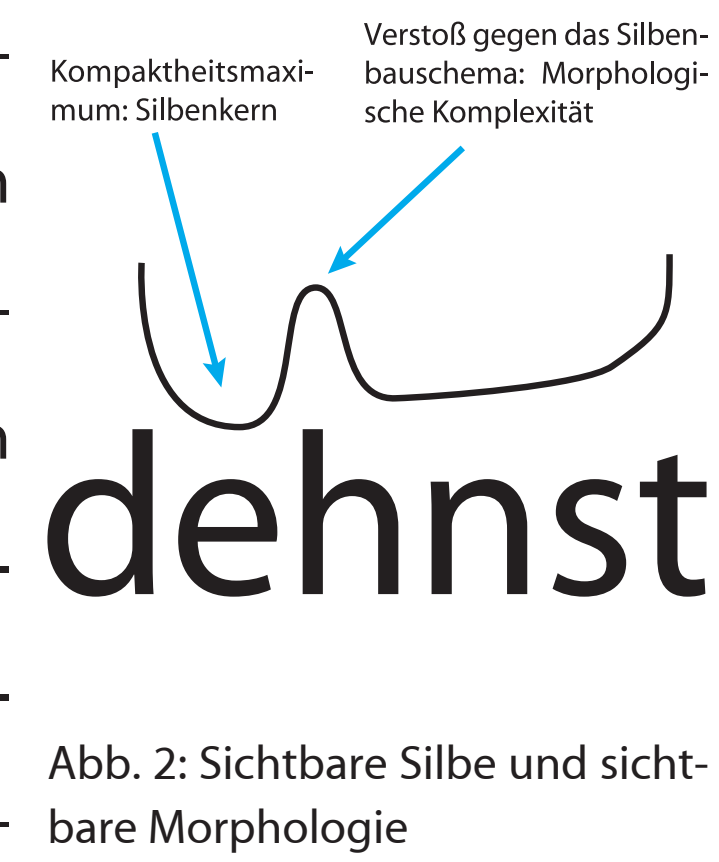 Kompaktheitsmaxi-
mum: Silbenkern
Verstoß gegen das Silben-
bauschema: Morphologi-
sche Komplexität
dehnst
Abb. 2: Sichtbare Silbe und sicht-
bare Morphologie